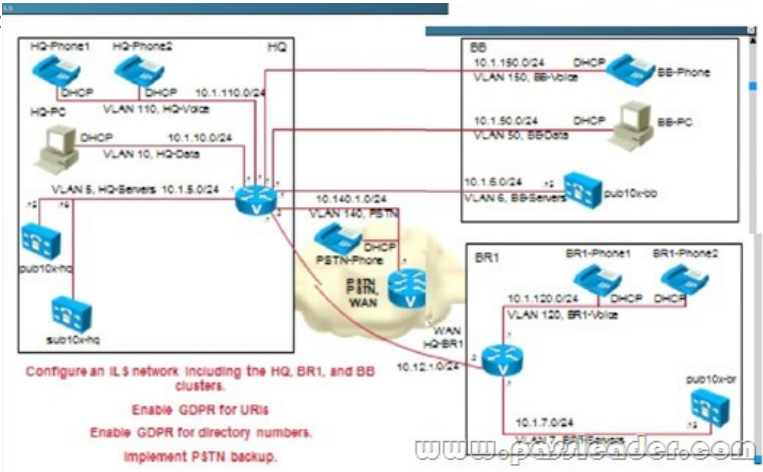 HQ-Phone1
HQ-Phone2
HQ
DHCP
10.1.110.0/24
VLAN 110, HQ-Voice
HQ-PC
DHCP
10.1.10.0/24
VLAN 10, HQ-Data
VLAN 5, HQ-Servers
10.1.5.0/24
.15
.16
V
pub10x-hq
sub10x-hq
10.140.1.0/24
VLAN 140, PSTN
DHCP
PSTN-Phone
PSTN
PSTN,
WAN
V
WAN
HQ-BR1
10.12.1.0/24
BB
10.1.150.0/24
DHCP
VLAN 150, BB-Voice
BB-Phone
10.1.50.0/24
DHCP
VLAN 50, BB-Data
BB-PC
10.1.6.0/24
.15
VLAN 6, BB-Servers
pub10x-bb
BR1
BR1-Phone1
BR1-Phone2
10.1.120.0/24
DHCP
DHCP
VLAN 120, BR1-Voice
V
pub10x-br
10.1.7.0/24
.15
VLAN 7,
Configure an ILS network including the HQ, BR1, and BB
clusters.
Enable GDPR for URIs
Enable GDPR for directory numbers.
Implement PSTN backup.
www.passleader.com